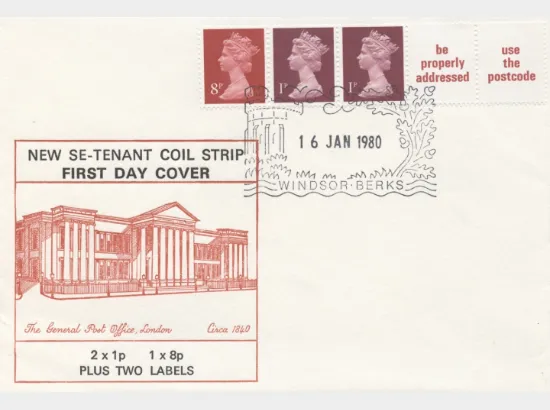 8P
1P
1P
be
properly
addressed
use
the
postcode
16 JAN 1980
WINDSOR·BERKS
NEW SE-TENANT COIL STRIP
FIRST DAY COVER
The General Post Office, London Circa 1840
2 x 1p 1 x 8p
PLUS TWO LABELS